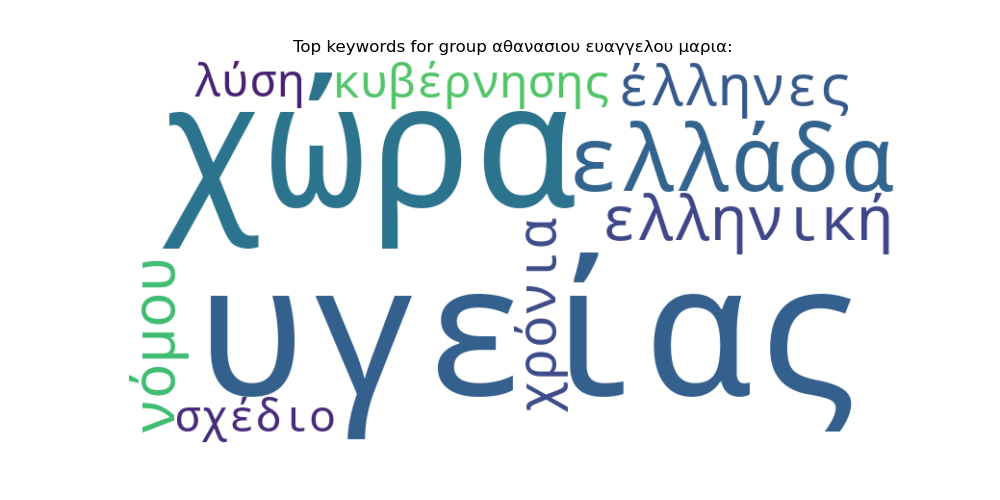 Top keywords for group αθανασιου ευαγγελου μαρια:
λύση κυβέρνησης έλληνες
χώρα ελλάδα
ελληνική
νόμου υγείας χρόνια
σχέδιο